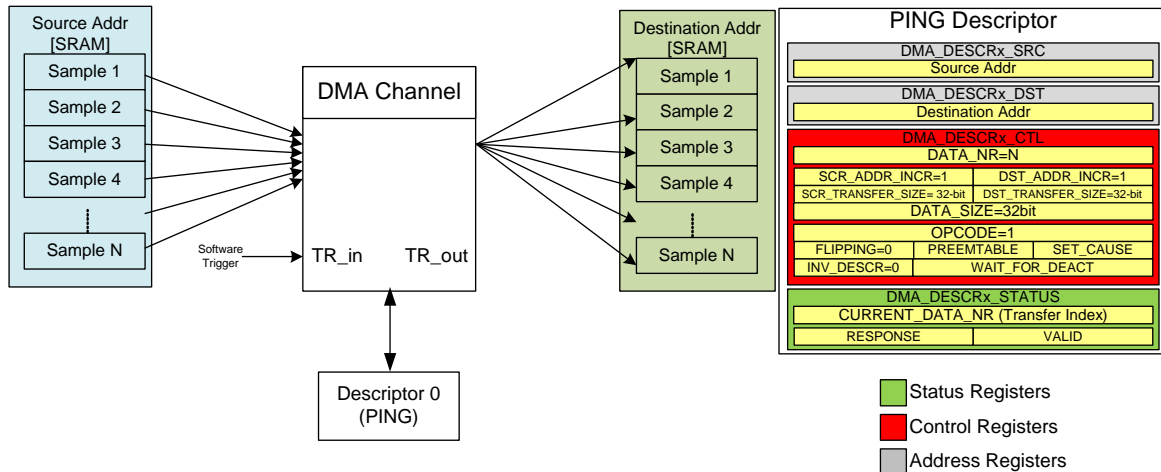 Source Addr
[SRAM]
Sample 1
Sample 2
Sample 3
Sample 4
Sample N
Software
Trigger
DMA Channel
TR_in
TR_out
Descriptor 0
(PING)
Destination Addr
[SRAM]
Sample 1
Sample 2
Sample 3
Sample 4
Sample N
PING Descriptor
DMA_DESCRx_SRC
Source Addr
DMA_DESCRx_DST
Destination Addr
DMA_DESCRx_CTL
DATA_NR=N
SCR_ADDR_INCR=1
DST_ADDR_INCR=1
SCR_TRANSFER_SIZE= 32-bit
DST_TRANSFER_SIZE=32-bit
DATA_SIZE=32bit
OPCODE=1
FLIPPING=0
PREEMTABLE
SET_CAUSE
INV_DESCR=0
WAIT_FOR_DEACT
DMA_DESCRx_STATUS
CURRENT_DATA_NR (Transfer Index)
RESPONSE
VALID
Status Registers
Control Registers
Address Registers